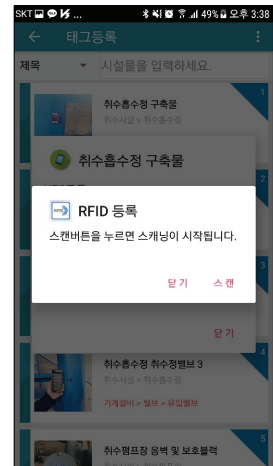 SKT ... 49% 오후 3:38
태그등록
제목 시설물을 입력하세요.
1
취수흡수정 구축물
취수시설 > 취수흡수정
취수흡수정 구축물
2
RFID
RFID 등록
스캔버튼을 누르면 스캐닝이 시작됩니다.
3
닫기 스캔
닫기
4
취수흡수정 취수정밸브 3
취수시설 > 취수흡수정
기계설비 > 밸브 > 유입밸브
5
취수펌프장 옹벽 및 보호블럭